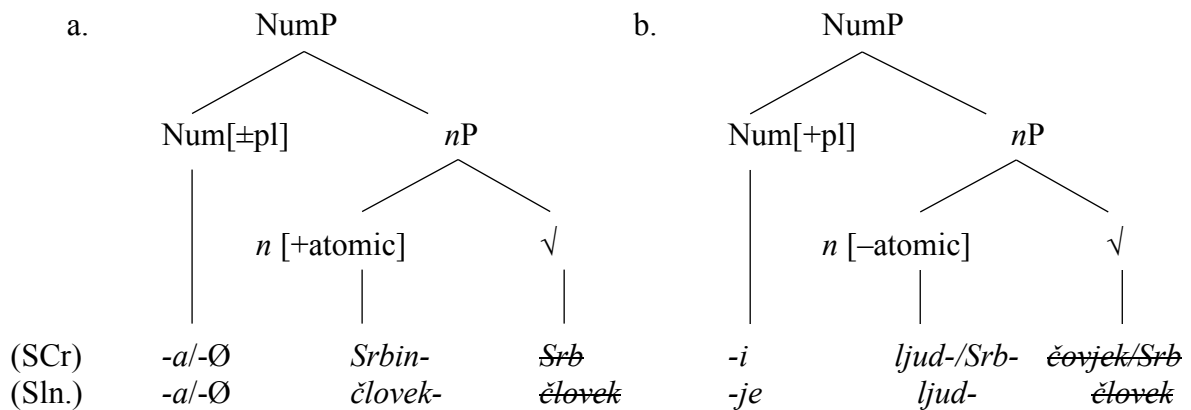 a. NumP b. NumP
Num[±pl] nP Num[+pl] nP
n [+atomic] √ n [–atomic] √
(SCr) -a/-Ø Srbin- Srb -i ljud-/Srb- čovjek/Srb
(Sln.) -a/-Ø človek- človek -je ljud- človek